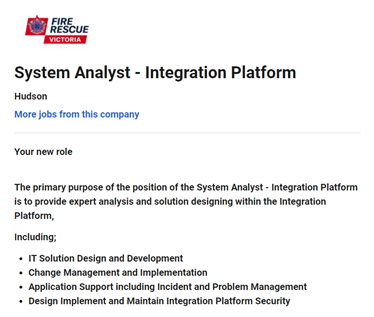 FIRE
RESCUE
VICTORIA
System Analyst - Integration Platform
Hudson
More jobs from this company
Your new role
The primary purpose of the position of the System Analyst - Integration Platform
is to provide expert analysis and solution designing within the Integration
Platform,
Including;
• IT Solution Design and Development
• Change Management and Implementation
• Application Support including Incident and Problem Management
• Design Implement and Maintain Integration Platform Security